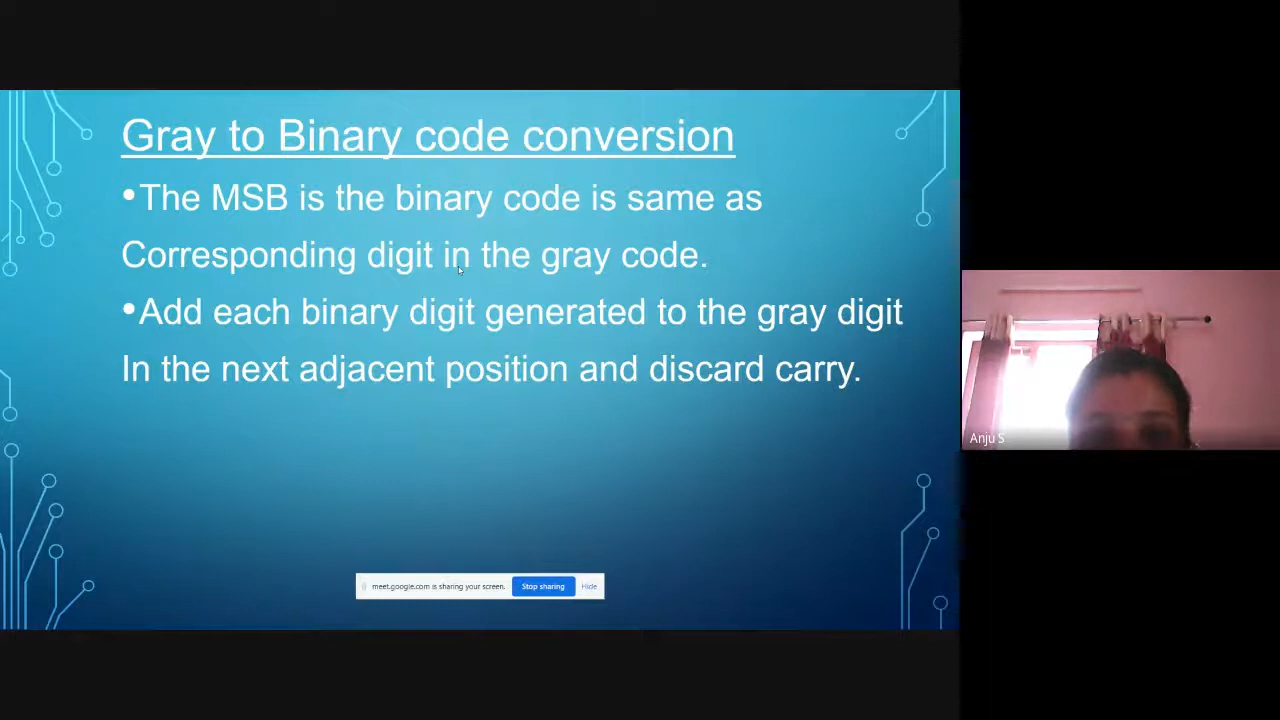 Gray to Binary code conversion
•The MSB is the binary code is same as
Corresponding digit in the gray code.
•Add each binary digit generated to the gray digit
In the next adjacent position and discard carry.
Anju S
meet.google.com is sharing your screen. Stop sharing Hide